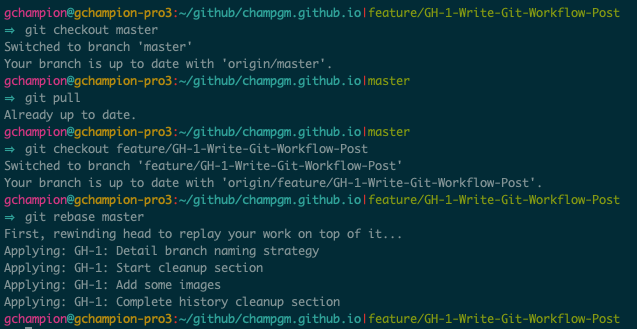 gchampion@gchampion-pro3:~/github/champgm.github.io|feature/GH-1-Write-Git-Workflow-Post
⇒ git checkout master
Switched to branch 'master'
Your branch is up to date with 'origin/master'.
gchampion@gchampion-pro3:~/github/champgm.github.io|master
⇒ git pull
Already up to date.
gchampion@gchampion-pro3:~/github/champgm.github.io|master
⇒ git checkout feature/GH-1-Write-Git-Workflow-Post
Switched to branch 'feature/GH-1-Write-Git-Workflow-Post'
Your branch is up to date with 'origin/feature/GH-1-Write-Git-Workflow-Post'.
gchampion@gchampion-pro3:~/github/champgm.github.io|feature/GH-1-Write-Git-Workflow-Post
⇒ git rebase master
First, rewinding head to replay your work on top of it...
Applying: GH-1: Detail branch naming strategy
Applying: GH-1: Start cleanup section
Applying: GH-1: Add some images
Applying: GH-1: Complete history cleanup section
gchampion@gchampion-pro3:~/github/champgm.github.io|feature/GH-1-Write-Git-Workflow-Post